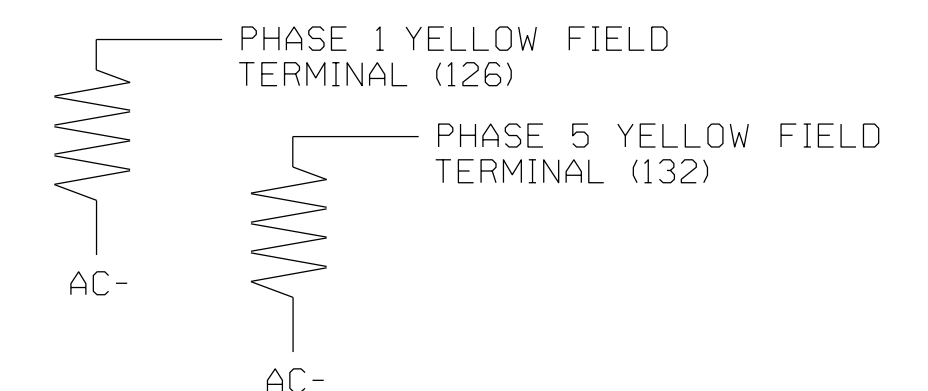 PHASE 1 YELLOW FIELD
TERMINAL (126)
PHASE 5 YELLOW FIELD
TERMINAL (132)
AC-
AC-